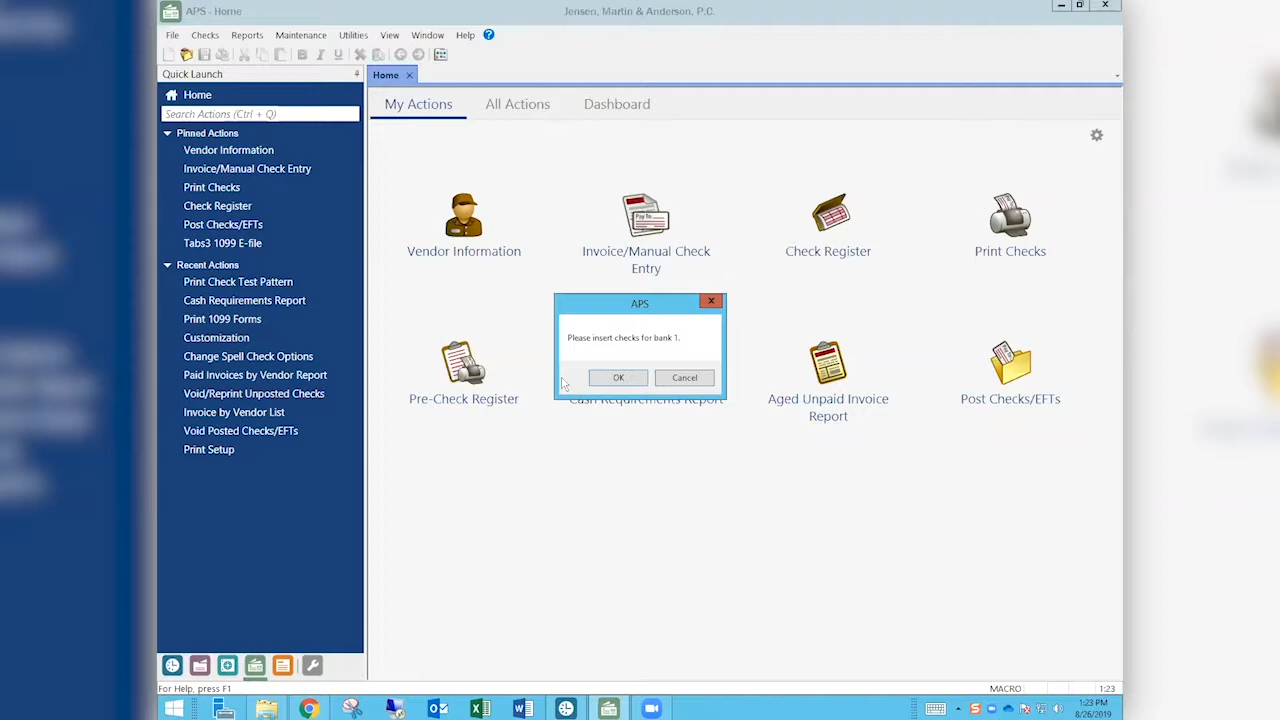 APS - Home
Jensen, Martin & Anderson, P.C.
File Checks Reports Maintenance Utilities View Window Help
B I U
Quick Launch
Home
My Actions All Actions Dashboard
Home
Search Actions (Ctrl + Q)
Pinned Actions
Vendor Information
Invoice/Manual Check Entry
Print Checks
Check Register
Post Checks/EFTs
Tabs3 1099 E-file
Recent Actions
Print Check Test Pattern
Cash Requirements Report
Print 1099 Forms
Customization
Change Spell Check Options
Paid Invoices by Vendor Report
Void/Reprint Unposted Checks
Invoice by Vendor List
Void Posted Checks/EFTs
Print Setup
Vendor Information
Pay to
Invoice/Manual Check
Entry
Check Register
Print Checks
APS
Please insert checks for bank 1.
OK
Cancel
Pre-Check Register
Cash Requirements Report
Aged Unpaid Invoice
Report
Post Checks/EFTs
For Help, press F1
MACRO
1:23
1:23 PM
8/26/2019